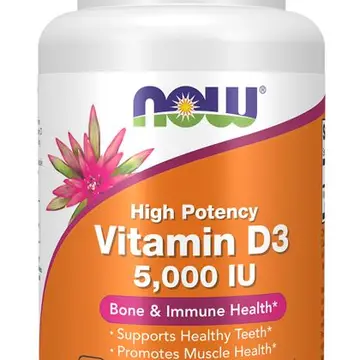 NOW
High Potency
Vitamin D3
5,000 IU
Bone & Immune Health*
• Supports Healthy Teeth*
• Promotes Muscle Health*